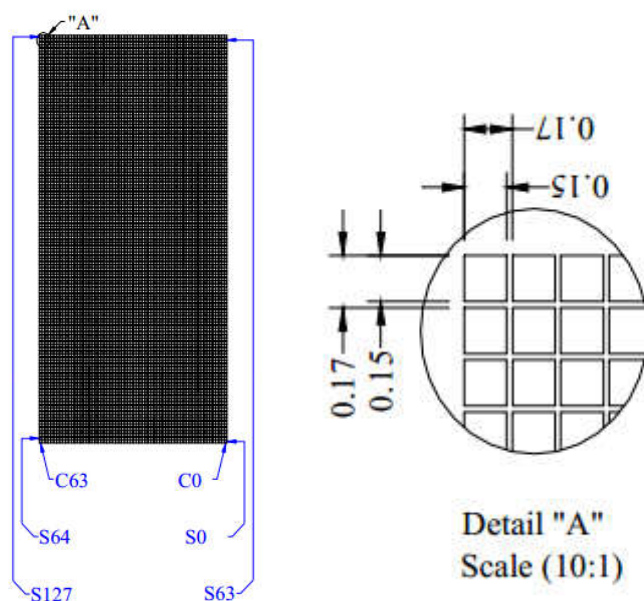 "A"
0.17
0.15
0.17
0.15
C63
C0
S64
S0
S127
S63
Detail "A"
Scale (10:1)